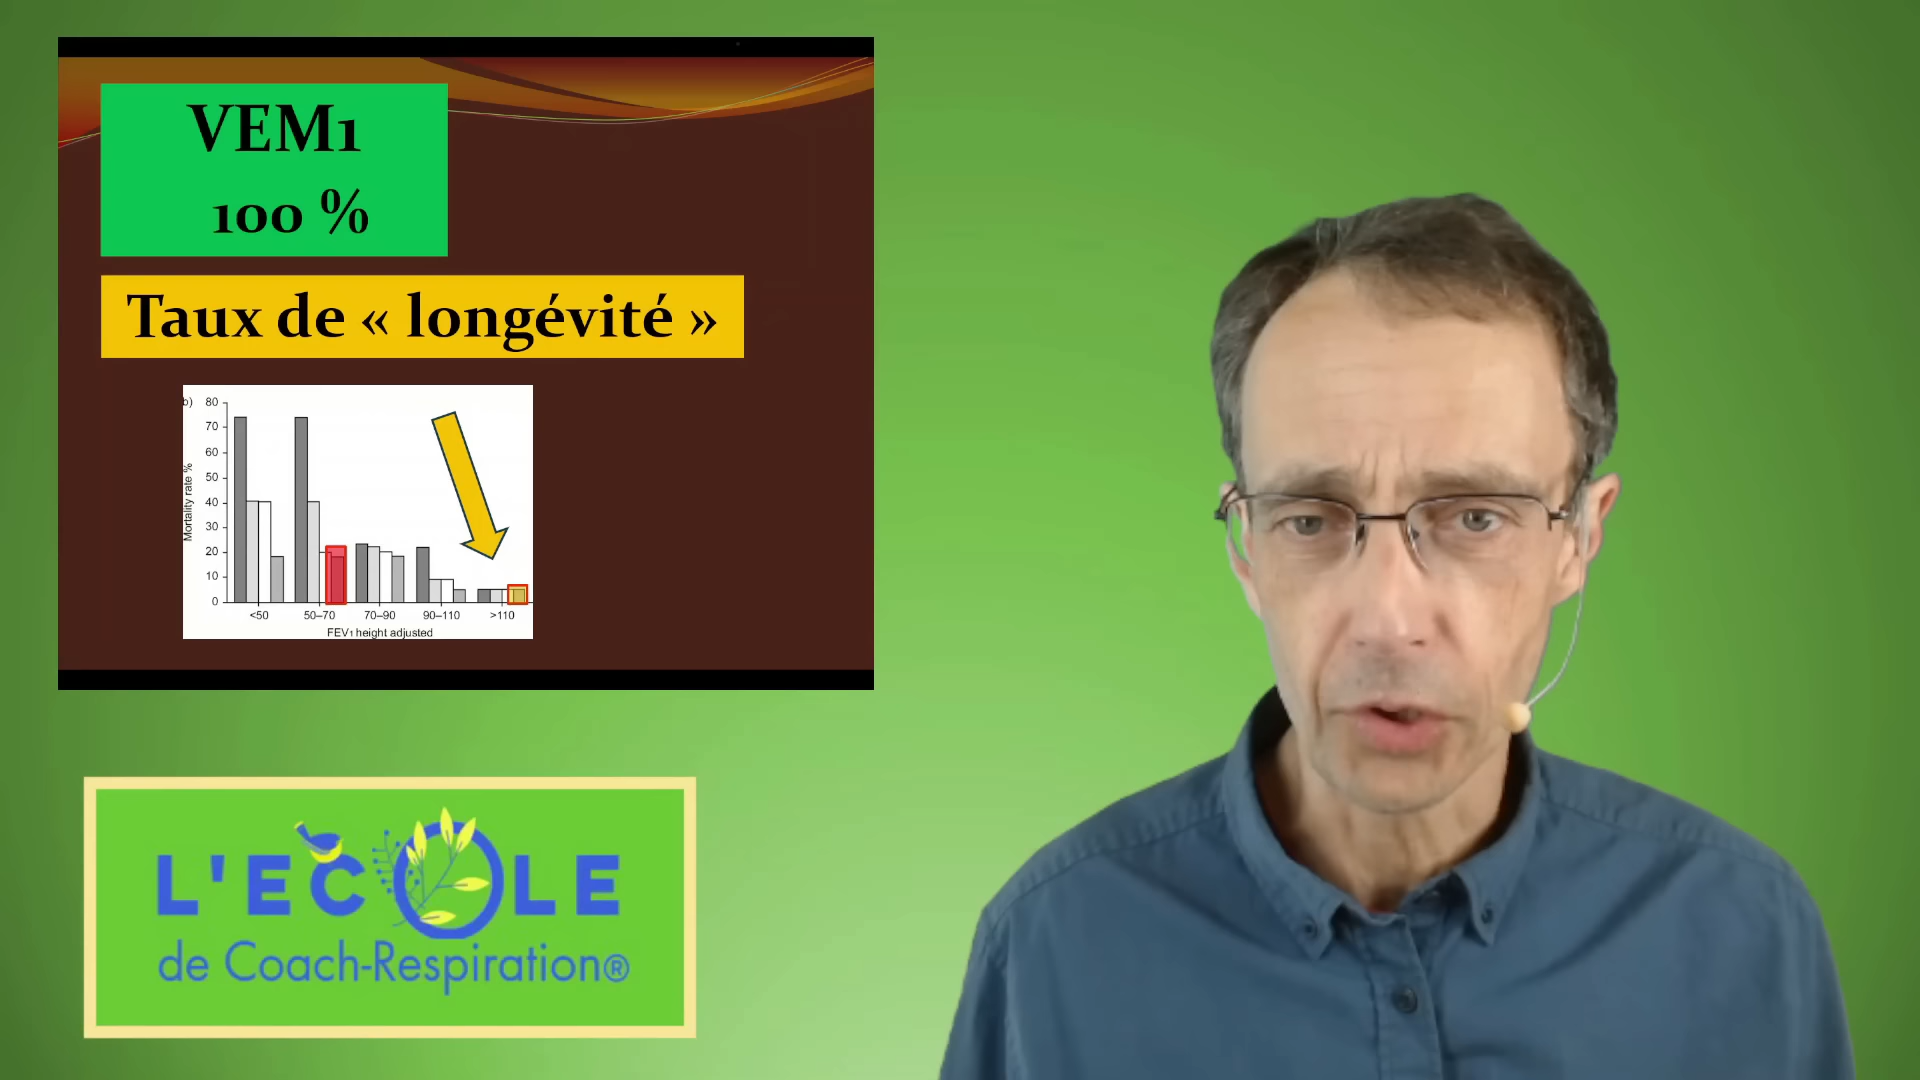 VEM1
100 %
Taux de « longévité »
b)
80
70
60
50
40
30
20
10
0
Mortality rate %
<50 50–70 70–90 90–110 >110
FEV1 height adjusted
L'ECOLE
de Coach-Respiration®